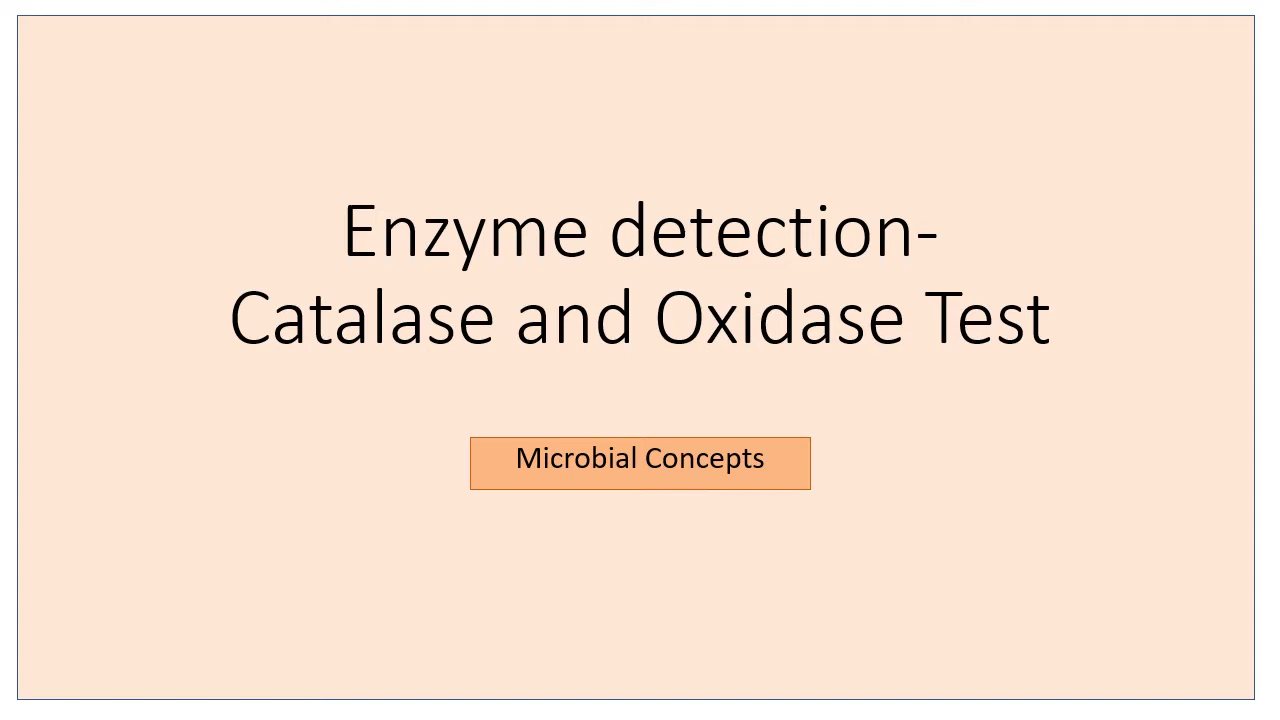 Enzyme detection-
Catalase and Oxidase Test
Microbial Concepts